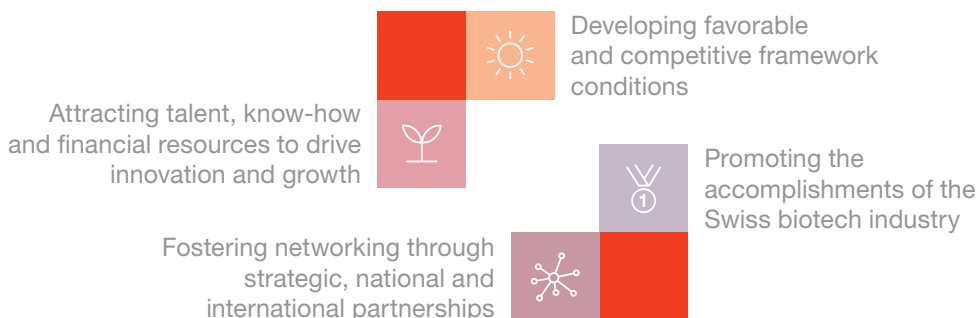 Developing favorable
and competitive framework
conditions
Attracting talent, know-how
and financial resources to drive
innovation and growth
Promoting the
accomplishments of the
Swiss biotech industry
1
Fostering networking through
strategic, national and
international partnerships